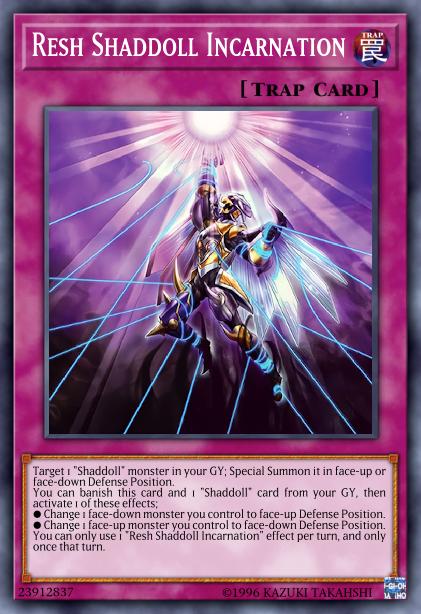 Resh Shaddoll Incarnation
TRAP
罠
[Trap Card]
Target 1 "Shaddoll" monster in your GY; Special Summon it in face-up or
face-down Defense Position.
You can banish this card and 1 "Shaddoll" card from your GY, then
activate 1 of these effects;
● Change 1 face-down monster you control to face-up Defense Position.
● Change 1 face-up monster you control to face-down Defense Position.
You can only use 1 "Resh Shaddoll Incarnation" effect per turn, and only
once that turn.
23912837
©1996 KAZUKI TAKAHSHI